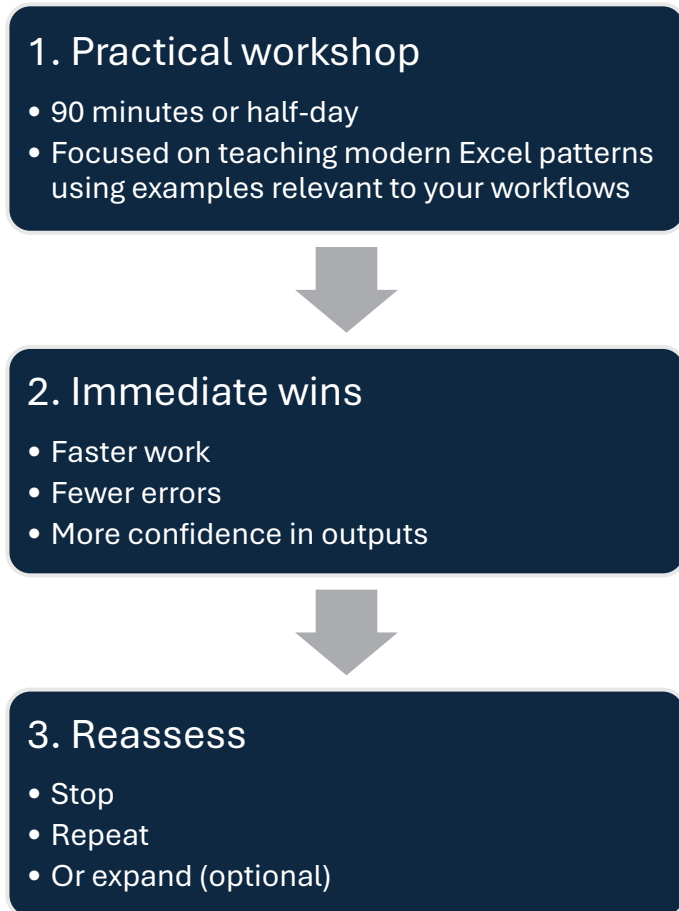 1. Practical workshop
• 90 minutes or half-day
• Focused on teaching modern Excel patterns
using examples relevant to your workflows
2. Immediate wins
• Faster work
• Fewer errors
• More confidence in outputs
3. Reassess
• Stop
• Repeat
• Or expand (optional)